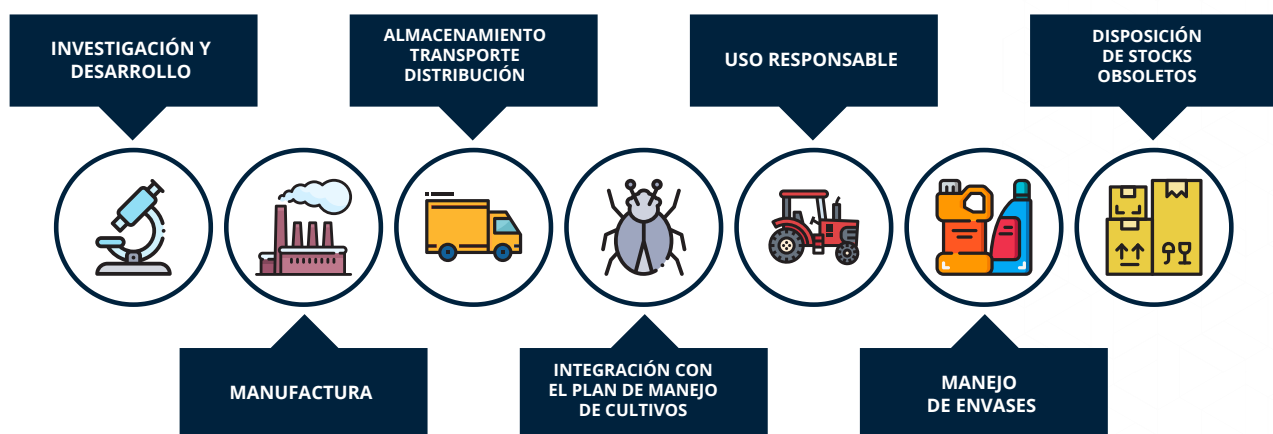 INVESTIGACIÓN Y
DESARROLLO
ALMACENAMIENTO
TRANSPORTE
DISTRIBUCIÓN
USO RESPONSABLE
DISPOSICIÓN
DE STOCKS
OBSOLETOS
MANUFACTURA
INTEGRACIÓN CON
EL PLAN DE MANEJO
DE CULTIVOS
MANEJO
DE ENVASES